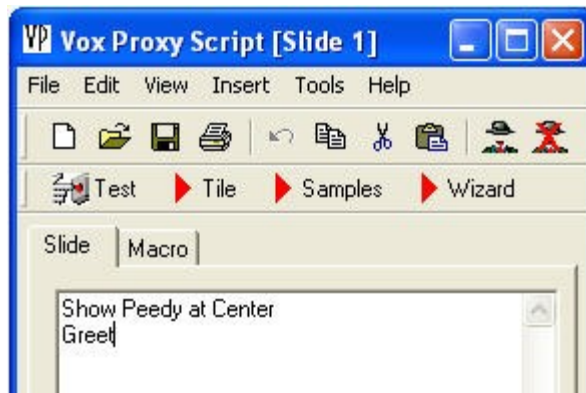 VP Vox Proxy Script [Slide 1]
File Edit View Insert Tools Help
Test Tile Samples Wizard
Slide Macro
Show Peedy at Center
Greet